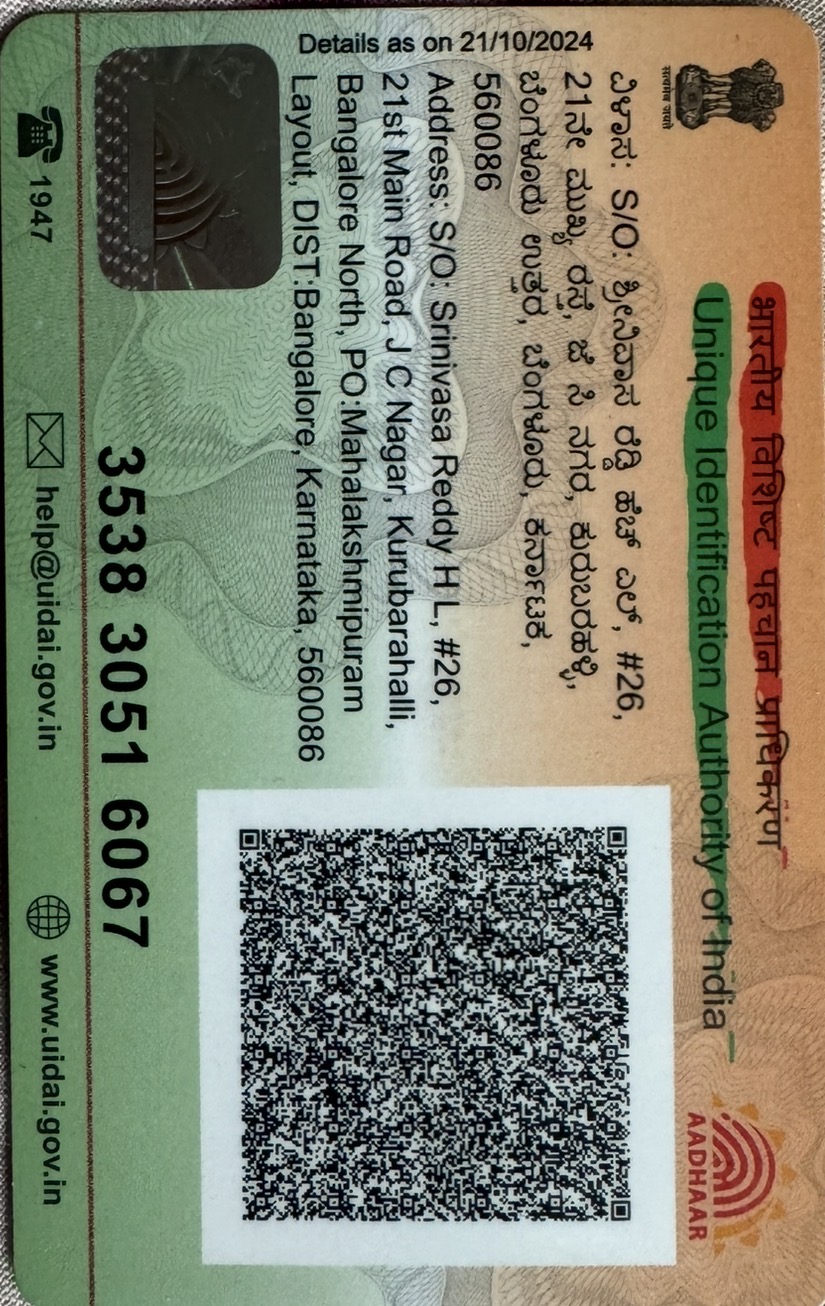 भारतीय विशिष्ट पहचान प्राधिकरण
Unique Identification Authority of India
सत्यमेव जयते
AADHAAR
Details as on 21/10/2024
ವಿಳಾಸ: S/O: ಶ್ರೀನಿವಾಸ ರೆಡ್ಡಿ ಹೆಚ್ ಎಲ್, #26,
21ನೇ ಮುಖ್ಯ ರಸ್ತೆ, ಜೆ ಸಿ ನಗರ, ಕುರುಬರಹಳ್ಳಿ,
ಬೆಂಗಳೂರು ಉತ್ತರ, ಬೆಂಗಳೂರು, ಕರ್ನಾಟಕ,
560086
Address: S/O: Srinivasa Reddy H L, #26,
21st Main Road, J C Nagar, Kurubarahalli,
Bangalore North, PO:Mahalakshmipuram
Layout, DIST:Bangalore, Karnataka, 560086
3538 3051 6067
1947
help@uidai.gov.in
www.uidai.gov.in